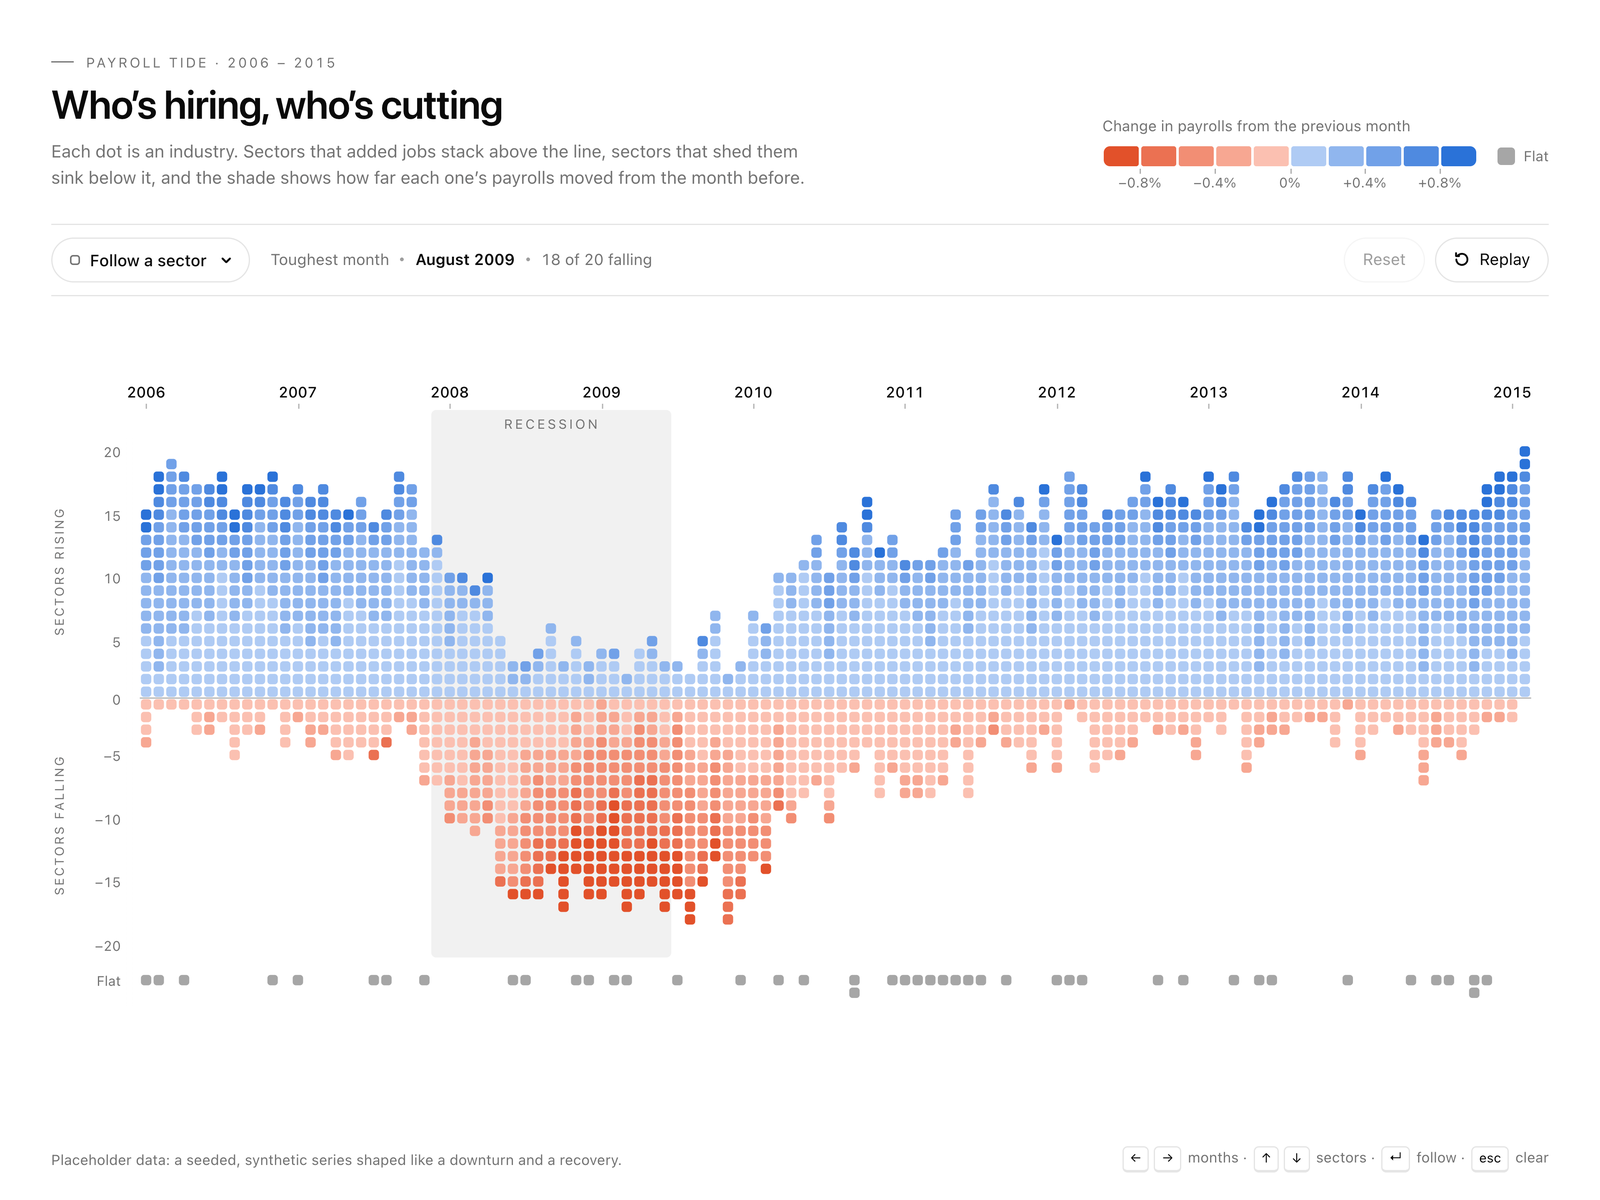 PAYROLL TIDE · 2006 – 2015
Who’s hiring, who’s cutting
Each dot is an industry. Sectors that added jobs stack above the line, sectors that shed them
sink below it, and the shade shows how far each one’s payrolls moved from the month before.
Change in payrolls from the previous month
Flat
−0.8% −0.4% 0% +0.4% +0.8%
Follow a sector
Toughest month • August 2009 • 18 of 20 falling
Reset
Replay
2006 2007 2008 2009 2010 2011 2012 2013 2014 2015
RECESSION
SECTORS RISING
20
15
10
5
0
SECTORS FALLING
−5
−10
−15
−20
Flat
Placeholder data: a seeded, synthetic series shaped like a downturn and a recovery.
← → months · ↑ ↓ sectors · ↵ follow · esc clear